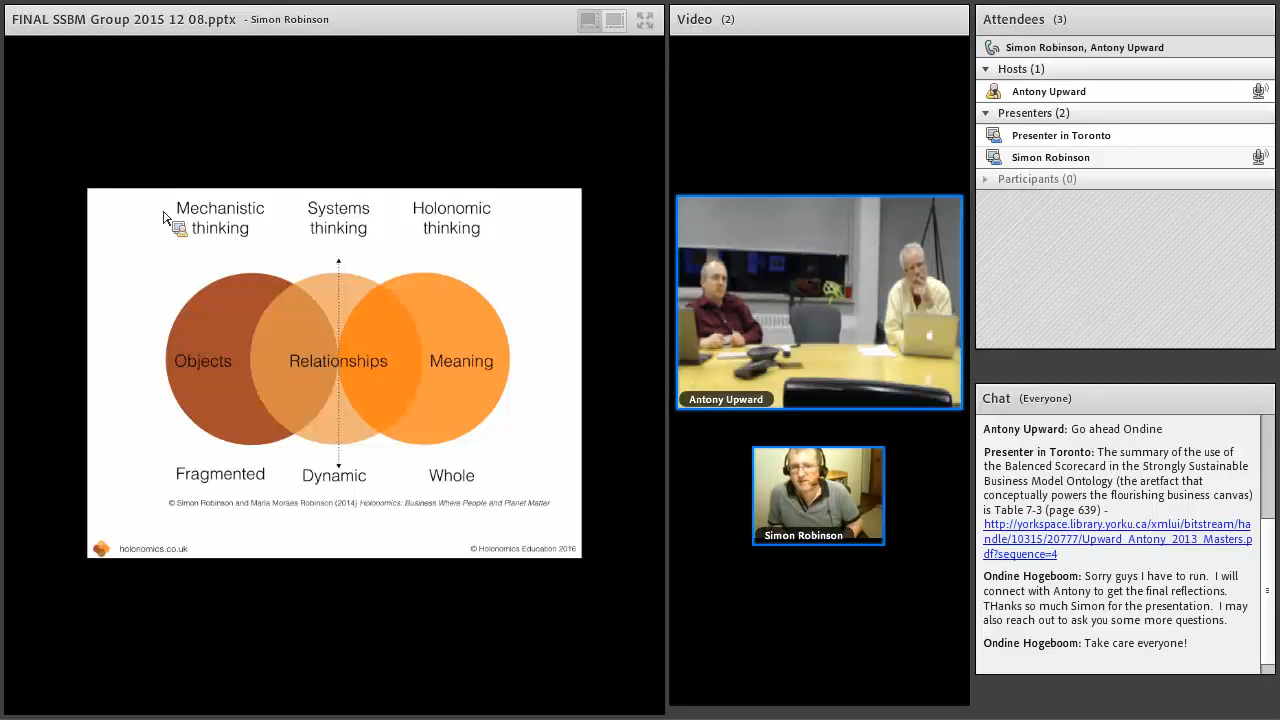 FINAL SSBM Group 2015 12 08.pptx - Simon Robinson
Mechanistic thinking
Systems thinking
Holonomic thinking
Objects
Relationships
Meaning
Fragmented
Dynamic
Whole
© Simon Robinson and Maria Moraes Robinson (2014) Holonomics: Business Where People and Planet Matter
holonomics.co.uk
© Holonomics Education 2016
Video (2)
Antony Upward
Simon Robinson
Attendees (3)
Simon Robinson, Antony Upward
Hosts (1)
Antony Upward
Presenters (2)
Presenter in Toronto
Simon Robinson
Participants (0)
Chat (Everyone)
Antony Upward: Go ahead Ondine
Presenter in Toronto: The summary of the use
of the Balenced Scorecard in the Strongly Sustainable
Business Model Ontology (the aretfact that
conceptually powers the flourishing business canvas)
is Table 7-3 (page 639) -
http://yorkspace.library.yorku.ca/xmlui/bitstream/ha
ndle/10315/20777/Upward_Antony_2013_Masters.p
df?sequence=4
Ondine Hogeboom: Sorry guys I have to run. I will
connect with Antony to get the final reflections.
THanks so much Simon for the presentation. I may
also reach out to ask you some more questions.
Ondine Hogeboom: Take care everyone!